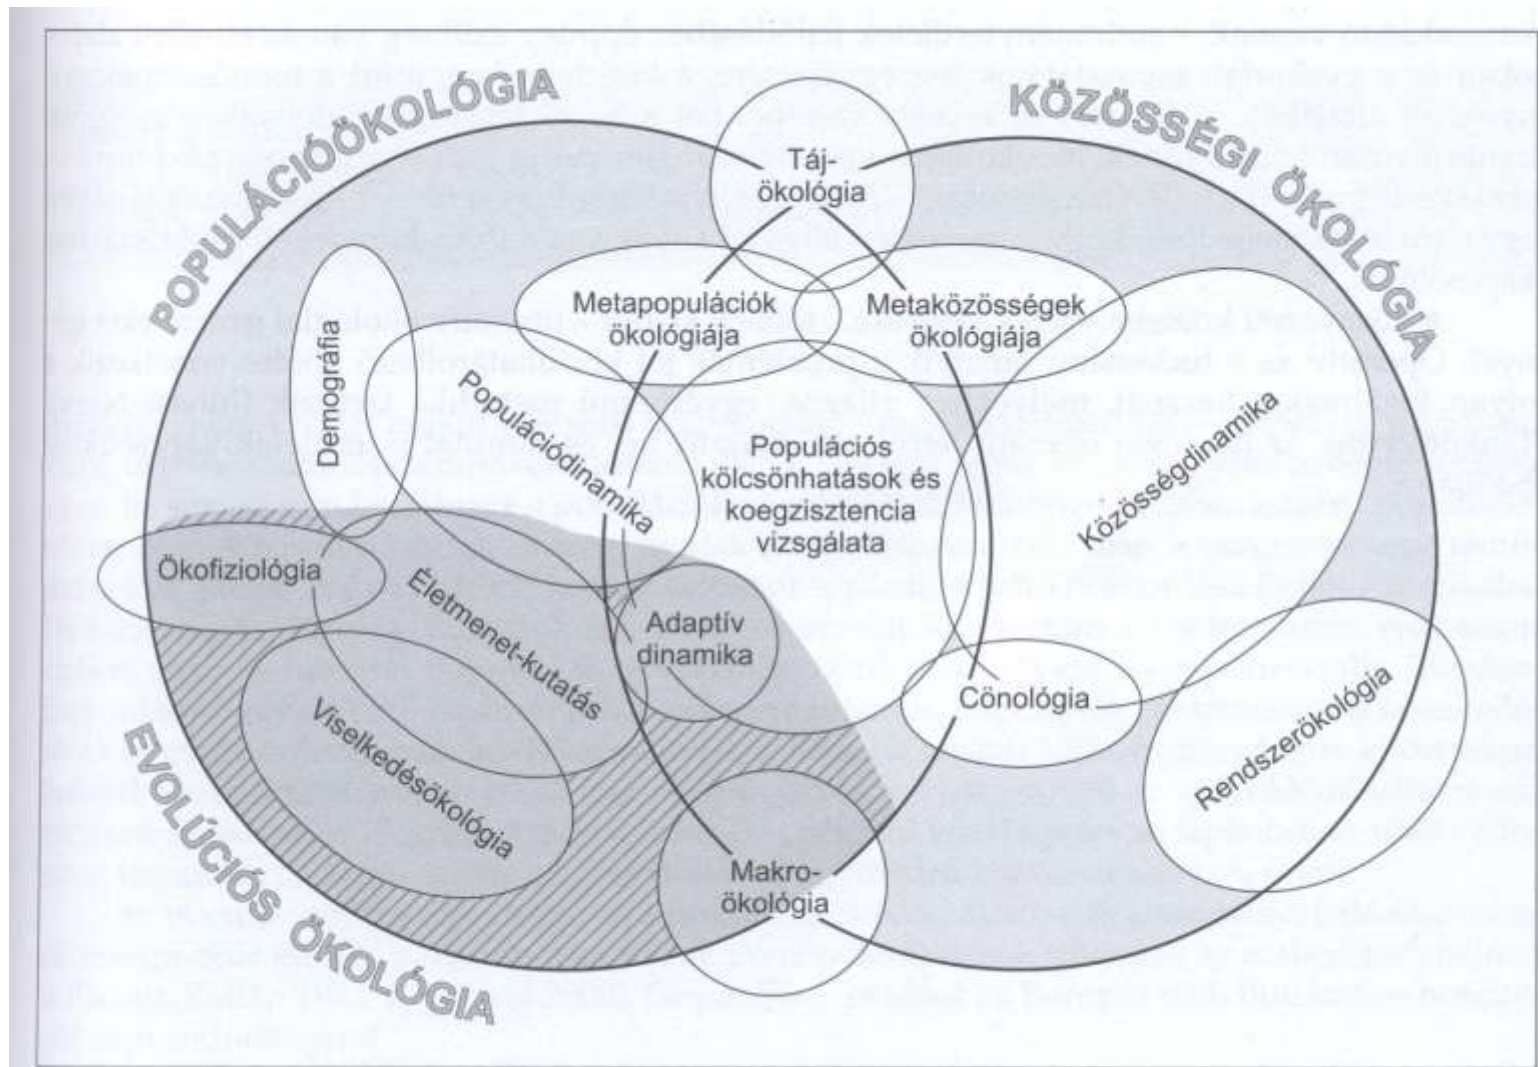 POPULÁCIÓÖKOLÓGIA
KÖZÖSSÉGI ÖKOLÓGIA
Táj-
ökológia
Metapopulációk
ökológiája
Metaközösségek
ökológiája
Demográfia
Populációdinamika
Populációs
kölcsönhatások és
koegzisztencia
vizsgálata
Közösségdinamika
Ökofiziológia
Életmenet-kutatás
Adaptív
dinamika
Viselkedésökológia
Cönológia
Rendszerökológia
Makro-
ökológia
EVOLÚCIÓS ÖKOLÓGIA